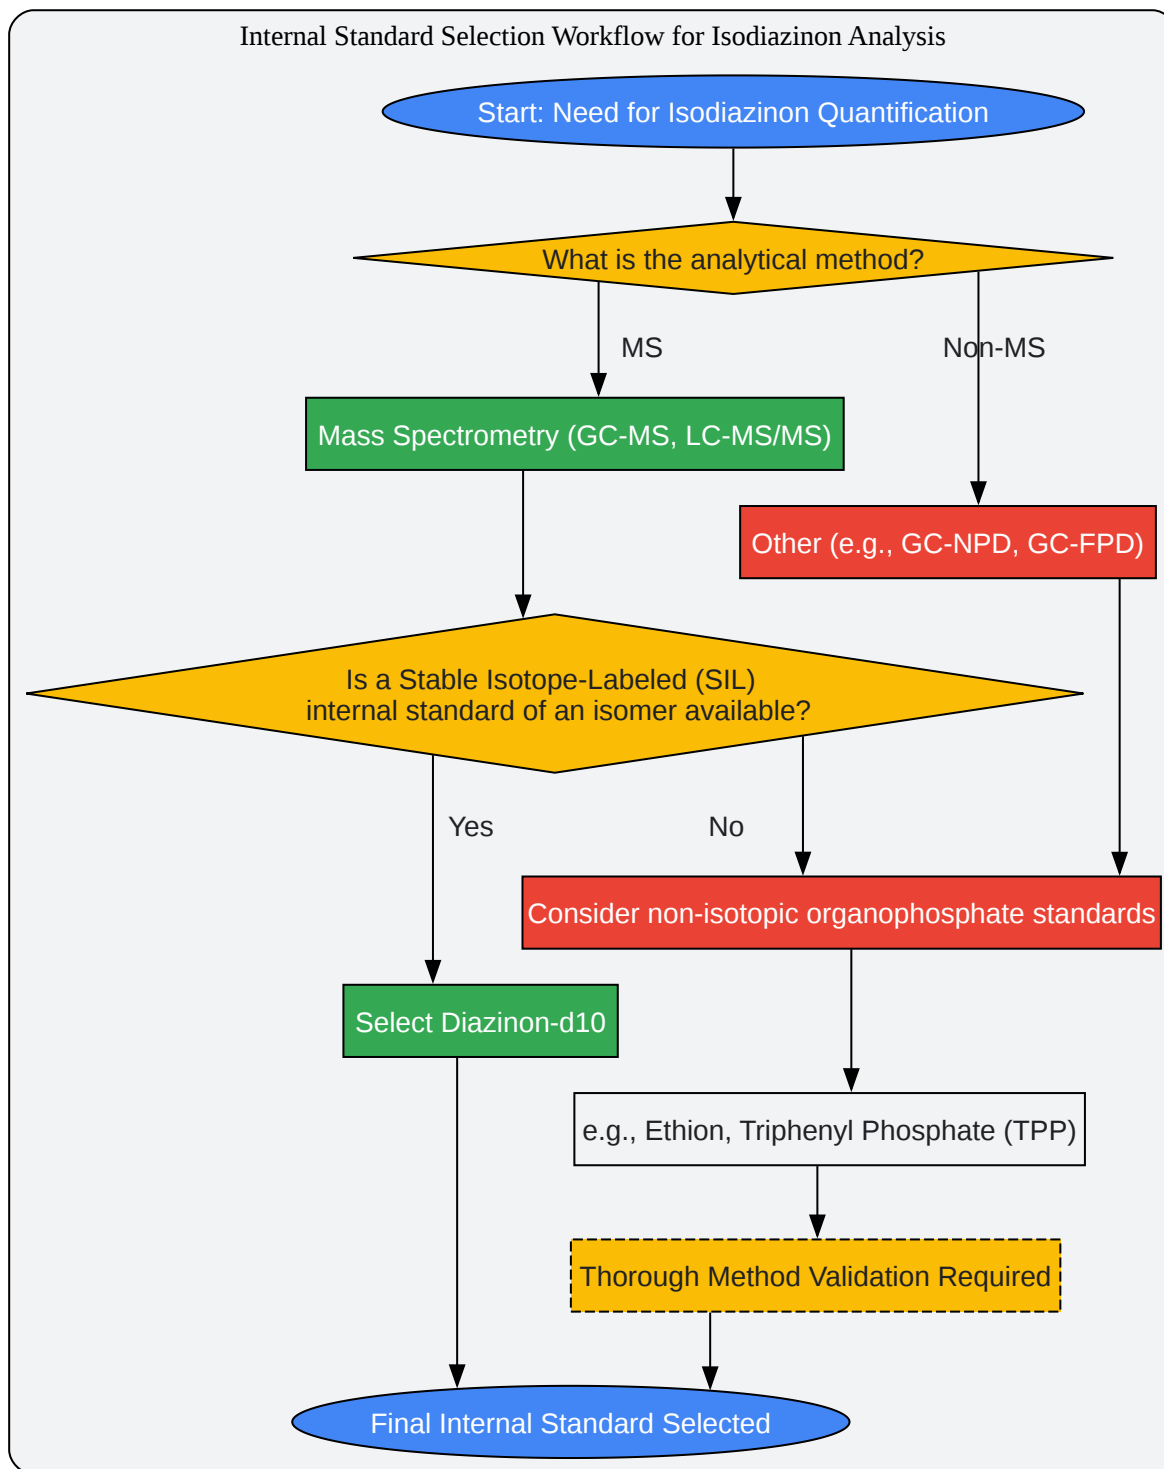 Internal Standard Selection Workflow for Isodiazinon Analysis
Start: Need for Isodiazinon Quantification
What is the analytical method?
MS
Non-MS
Mass Spectrometry (GC-MS, LC-MS/MS)
Other (e.g., GC-NPD, GC-FPD)
Is a Stable Isotope-Labeled (SIL)
internal standard of an isomer available?
Yes
No
Consider non-isotopic organophosphate standards
Select Diazinon-d10
e.g., Ethion, Triphenyl Phosphate (TPP)
Thorough Method Validation Required
Final Internal Standard Selected